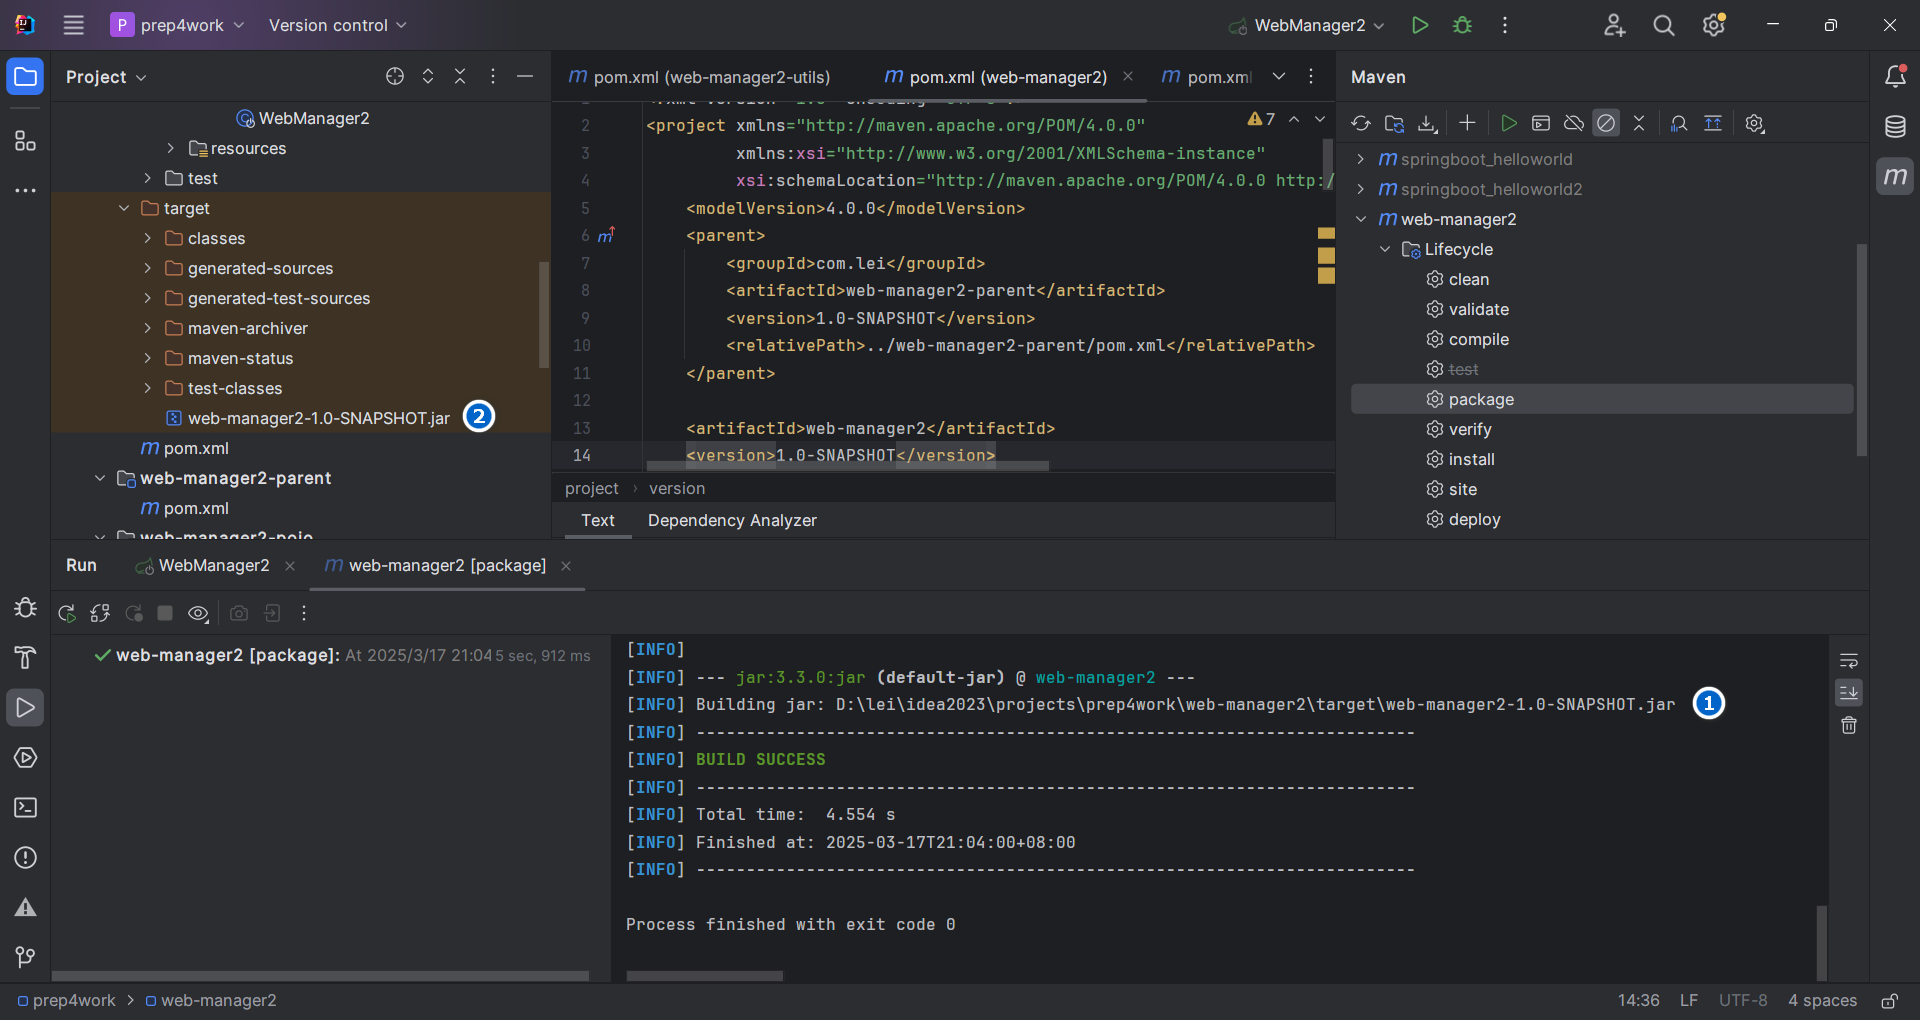 P prep4work Version control WebManager2
Project
WebManager2
resources
test
target
classes
generated-sources
generated-test-sources
maven-archiver
maven-status
test-classes
web-manager2-1.0-SNAPSHOT.jar 2
m pom.xml
web-manager2-parent
m pom.xml
web-manager2-pojo
m pom.xml (web-manager2-utils) m pom.xml (web-manager2) m pom.xml
7
2 <project xmlns="http://maven.apache.org/POM/4.0.0"
3 xmlns:xsi="http://www.w3.org/2001/XMLSchema-instance"
4 xsi:schemaLocation="http://maven.apache.org/POM/4.0.0 http:/
5 <modelVersion>4.0.0</modelVersion>
6 m <parent>
7 <groupId>com.lei</groupId>
8 <artifactId>web-manager2-parent</artifactId>
9 <version>1.0-SNAPSHOT</version>
10 <relativePath>../web-manager2-parent/pom.xml</relativePath>
11 </parent>
12
13 <artifactId>web-manager2</artifactId>
14 <version>1.0-SNAPSHOT</version>
project › version
Text Dependency Analyzer
Maven
m springboot_helloworld
m springboot_helloworld2
m web-manager2
Lifecycle
clean
validate
compile
test
package
verify
install
site
deploy
m
Run WebManager2 m web-manager2 [package]
web-manager2 [package]: At 2025/3/17 21:04 5 sec, 912 ms
[INFO]
[INFO] --- jar:3.3.0:jar (default-jar) @ web-manager2 ---
[INFO] Building jar: D:\lei\idea2023\projects\prep4work\web-manager2\target\web-manager2-1.0-SNAPSHOT.jar 1
[INFO] ------------------------------------------------------------------------
[INFO] BUILD SUCCESS
[INFO] ------------------------------------------------------------------------
[INFO] Total time:  4.554 s
[INFO] Finished at: 2025-03-17T21:04:00+08:00
[INFO] ------------------------------------------------------------------------
Process finished with exit code 0
prep4work > web-manager2 14:36 LF UTF-8 4 spaces